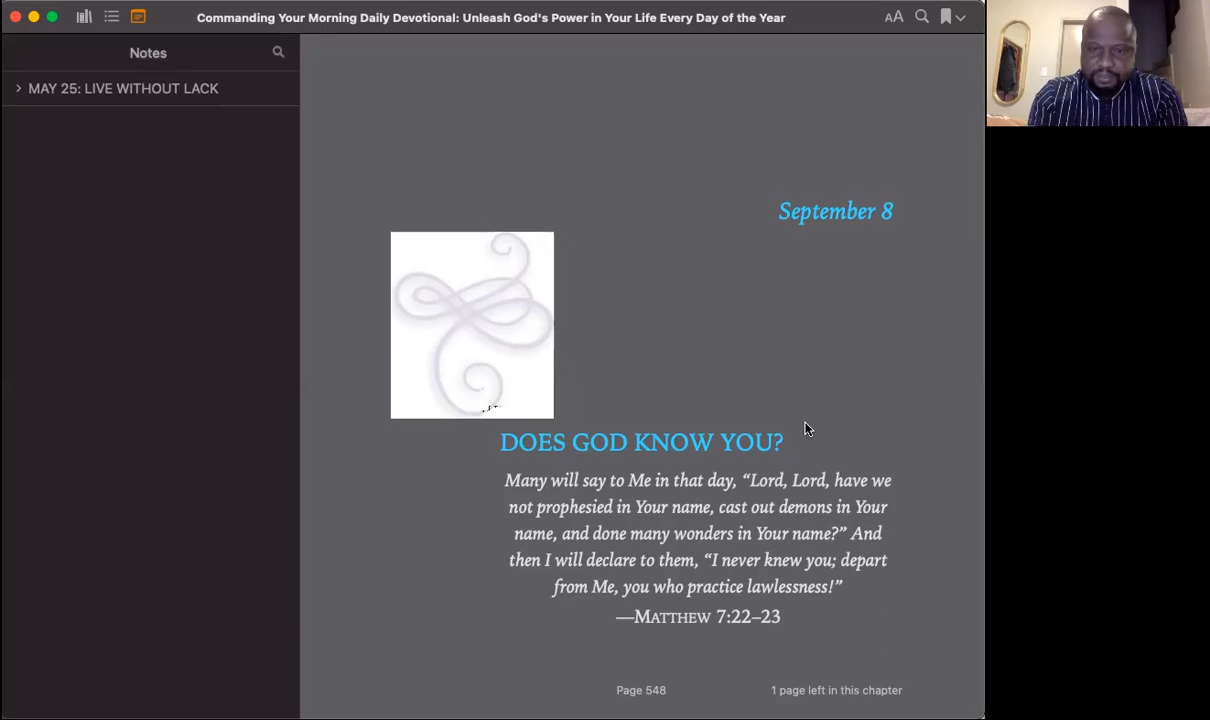 Commanding Your Morning Daily Devotional: Unleash God's Power in Your Life Every Day of the Year
AA
Notes
MAY 25: LIVE WITHOUT LACK
September 8
DOES GOD KNOW YOU?
Many will say to Me in that day, “Lord, Lord, have we
not prophesied in Your name, cast out demons in Your
name, and done many wonders in Your name?” And
then I will declare to them, “I never knew you; depart
from Me, you who practice lawlessness!”
—MATTHEW 7:22–23
Page 548
1 page left in this chapter